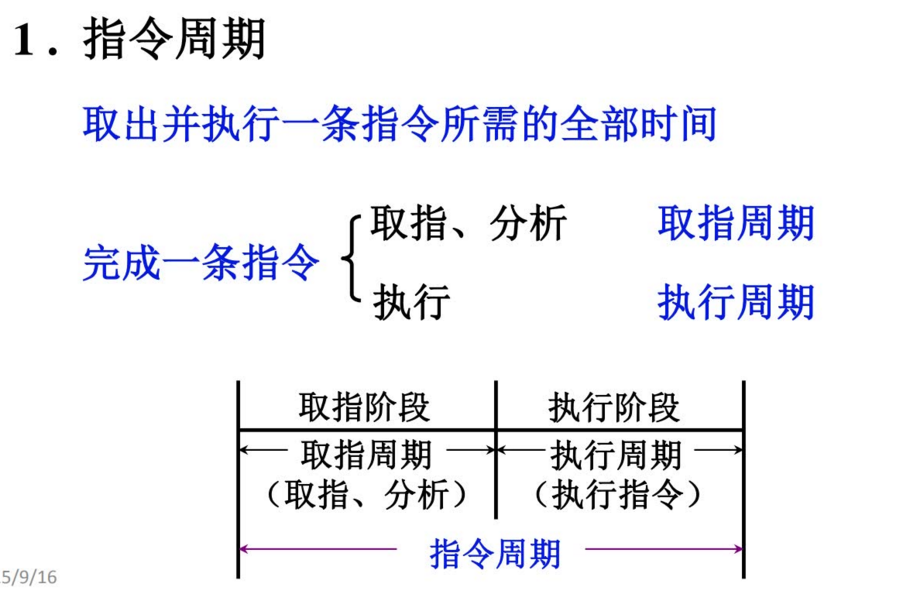 1. 指令周期
取出并执行一条指令所需的全部时间
完成一条指令
取指、分析 取指周期
执行 执行周期
取指阶段 执行阶段
取指周期 执行周期
（取指、分析） （执行指令）
指令周期
5/9/16